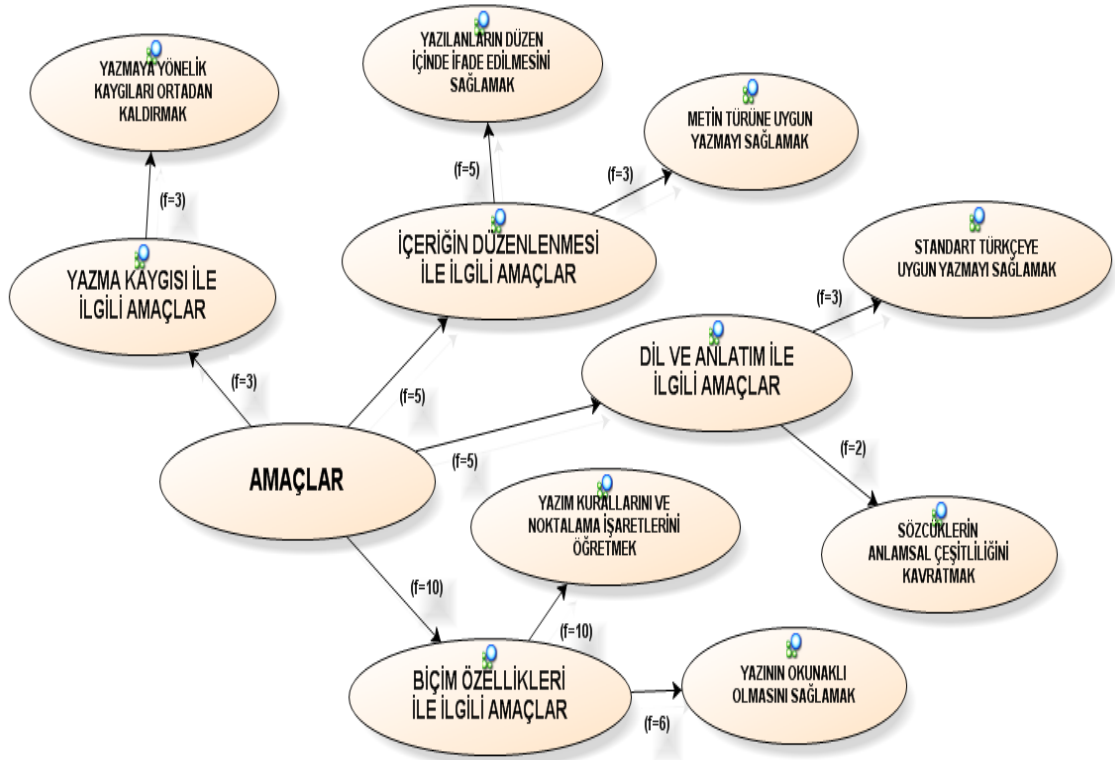 YAZMAYA YÖNELİK
KAYGILARI ORTADAN
KALDIRMAK
YAZILANLARIN DÜZEN
İÇİNDE İFADE EDİLMESİNİ
SAĞLAMAK
METİN TÜRÜNE UYGUN
YAZMAYI SAĞLAMAK
(f=3)
(f=5)
(f=3)
YAZMA KAYGISI İLE
İLGİLİ AMAÇLAR
İÇERİĞİN DÜZENLENMESİ
İLE İLGİLİ AMAÇLAR
STANDART TÜRKÇEYE
UYGUN YAZMAYI SAĞLAMAK
(f=3)
(f=3)
(f=5)
DİL VE ANLATIM İLE
İLGİLİ AMAÇLAR
(f=5)
(f=2)
AMAÇLAR
YAZIM KURALLARINI VE
NOKTALAMA İŞARETLERİNİ
ÖĞRETMEK
SÖZCÜKLERİN
ANLAMSAL ÇEŞİTLİLİĞİNİ
KAVRATMAK
(f=10)
(f=10)
BİÇİM ÖZELLİKLERİ
İLE İLGİLİ AMAÇLAR
(f=6)
YAZININ OKUNAKLI
OLMASINI SAĞLAMAK